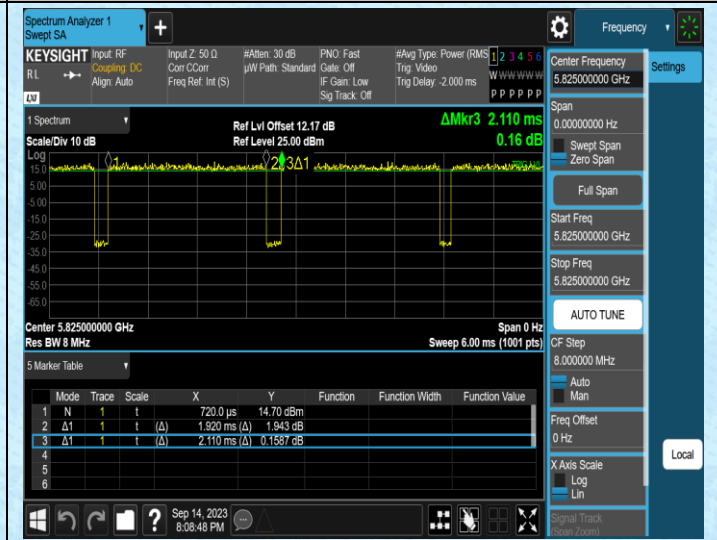 Spectrum Analyzer 1
Swept SA
Frequency
KEYSIGHT
RL
LXI
Input: RF
Coupling: DC
Align: Auto
Input Z: 50 Ω
Corr CCorr
Freq Ref: Int (S)
#Atten: 30 dB
µW Path: Standard
PNO: Fast
Gate: Off
IF Gain: Low
Sig Track: Off
#Avg Type: Power (RMS
Trig: Video
Trig Delay: -2.000 ms
1 2 3 4 5 6
W W W W W W
P P P P P P
1 Spectrum
Scale/Div 10 dB
Ref Lvl Offset 12.17 dB
Ref Level 25.00 dBm
ΔMkr3 2.110 ms
0.16 dB
Log
15.0
5.00
-5.00
-15.0
-25.0
-35.0
-45.0
-55.0
-65.0
1
2
3Δ1
Center 5.825000000 GHz
Res BW 8 MHz
Span 0 Hz
Sweep 6.00 ms (1001 pts)
5 Marker Table
Mode Trace Scale X Y Function Function Width Function Value
1 N 1 t 720.0 µs 14.70 dBm
2 Δ1 1 t (Δ) 1.920 ms (Δ) 1.943 dB
3 Δ1 1 t (Δ) 2.110 ms (Δ) 0.1587 dB
4
5
6
?
Sep 14, 2023
8:08:48 PM
Center Frequency
5.825000000 GHz
Span
0.00000000 Hz
Swept Span
Zero Span
Full Span
Start Freq
5.825000000 GHz
Stop Freq
5.825000000 GHz
AUTO TUNE
CF Step
8.000000 MHz
Auto
Man
Freq Offset
0 Hz
X Axis Scale
Log
Lin
Signal Track
(Span Zoom)
Settings
Local